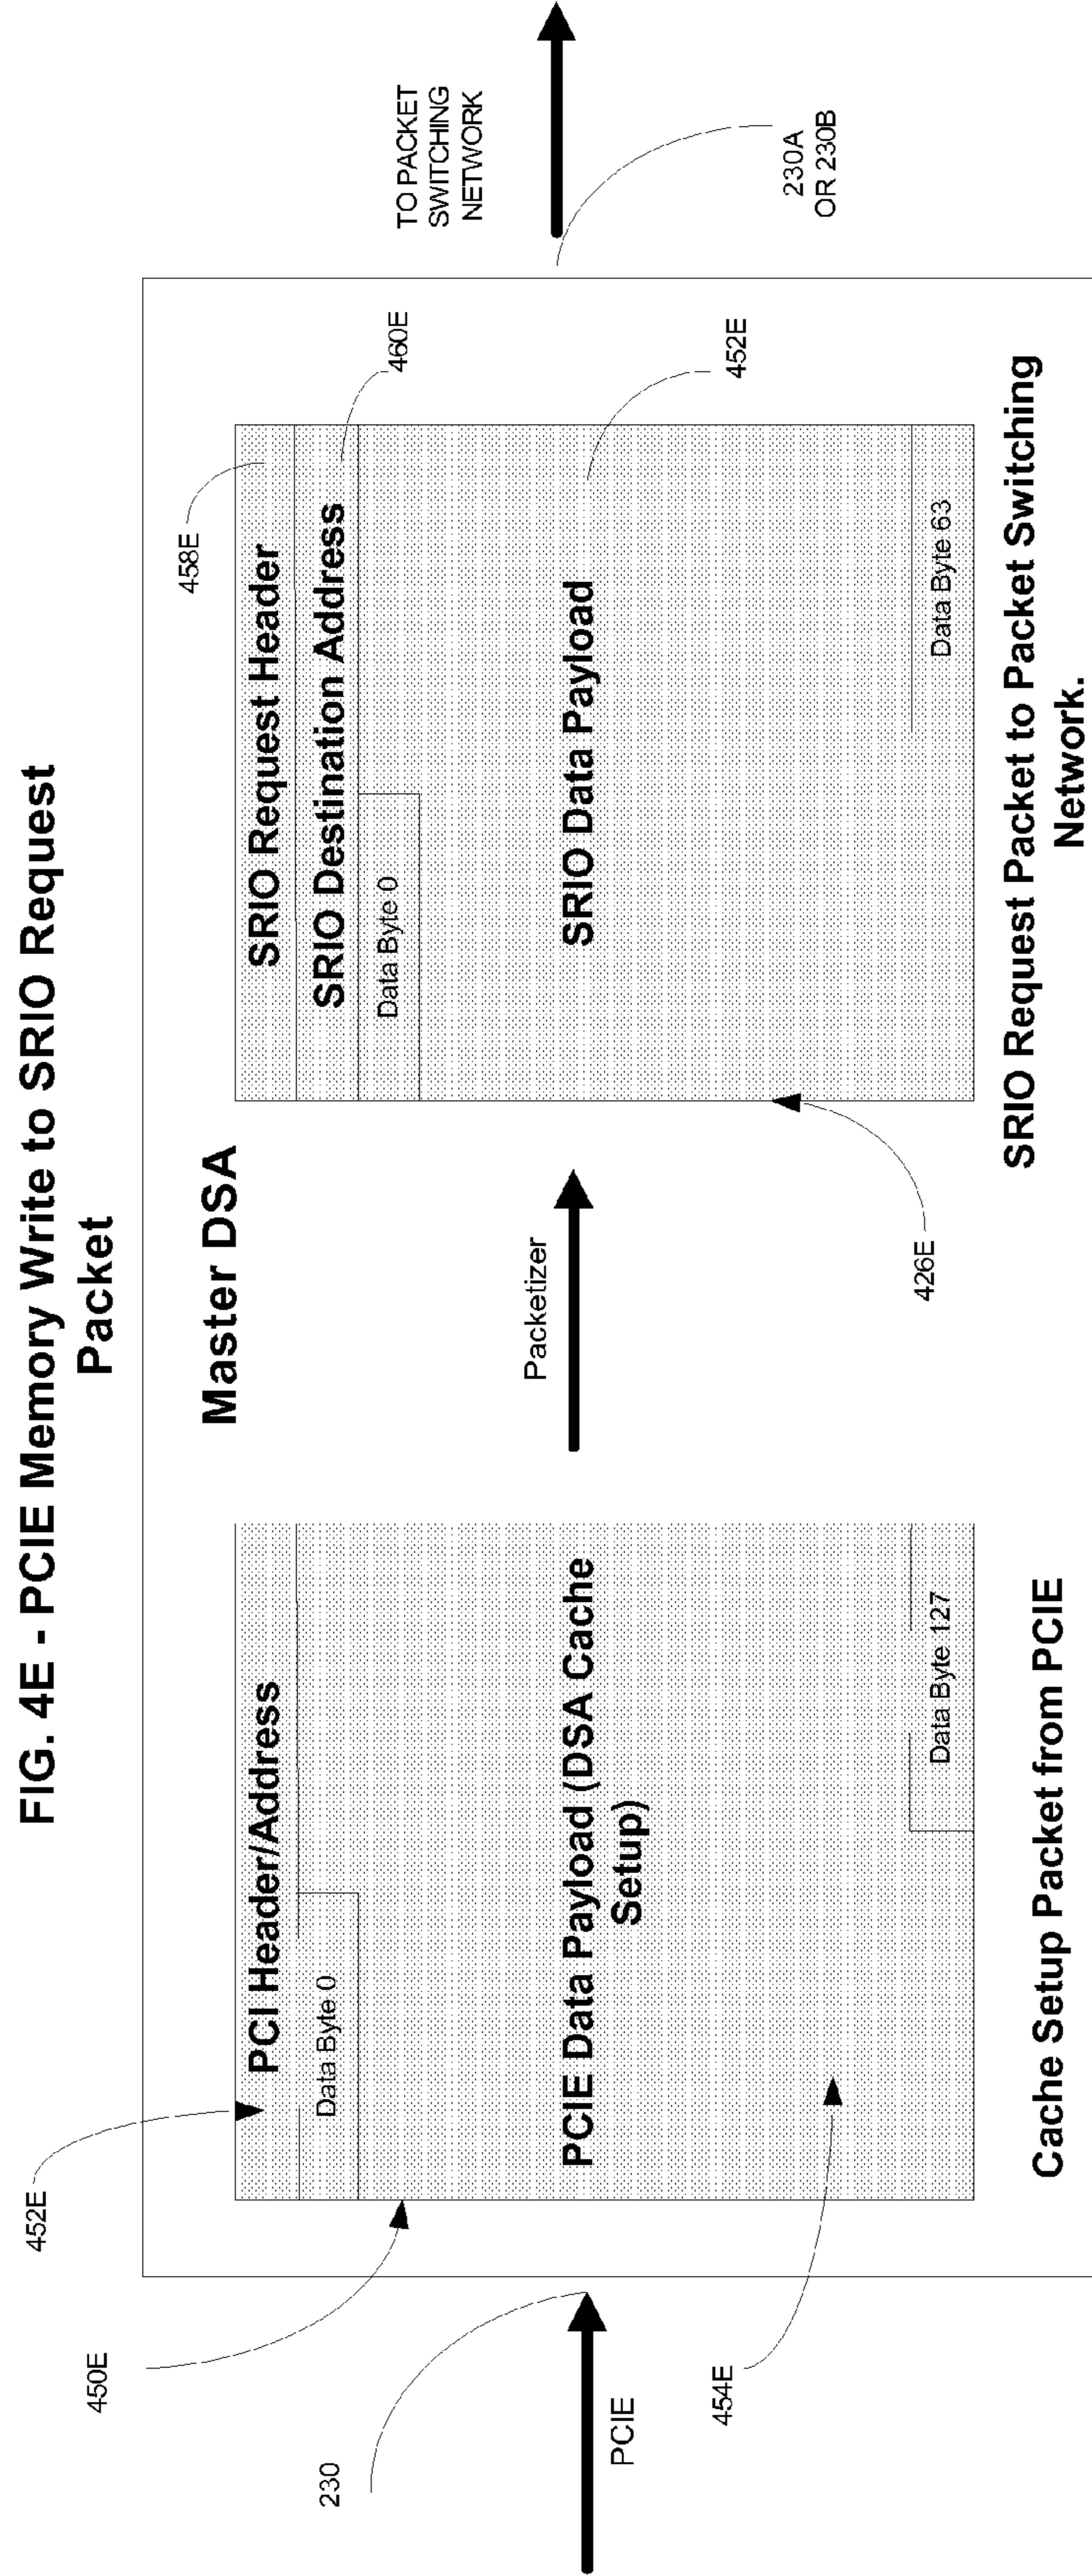 FIG. 4E - PCIE Memory Write to SRIO Request
Packet
Master DSA
452E
450E
230
PCIE
454E
PCI Header/Address
Data Byte 0
PCIE Data Payload (DSA Cache
Setup)
Data Byte 127
Cache Setup Packet from PCIE
Packetizer
426E
458E
SRIO Request Header
SRIO Destination Address
460E
Data Byte 0
SRIO Data Payload
452E
Data Byte 63
SRIO Request Packet to Packet Switching
Network.
TO PACKET
SWITCHING
NETWORK
230A
OR 230B